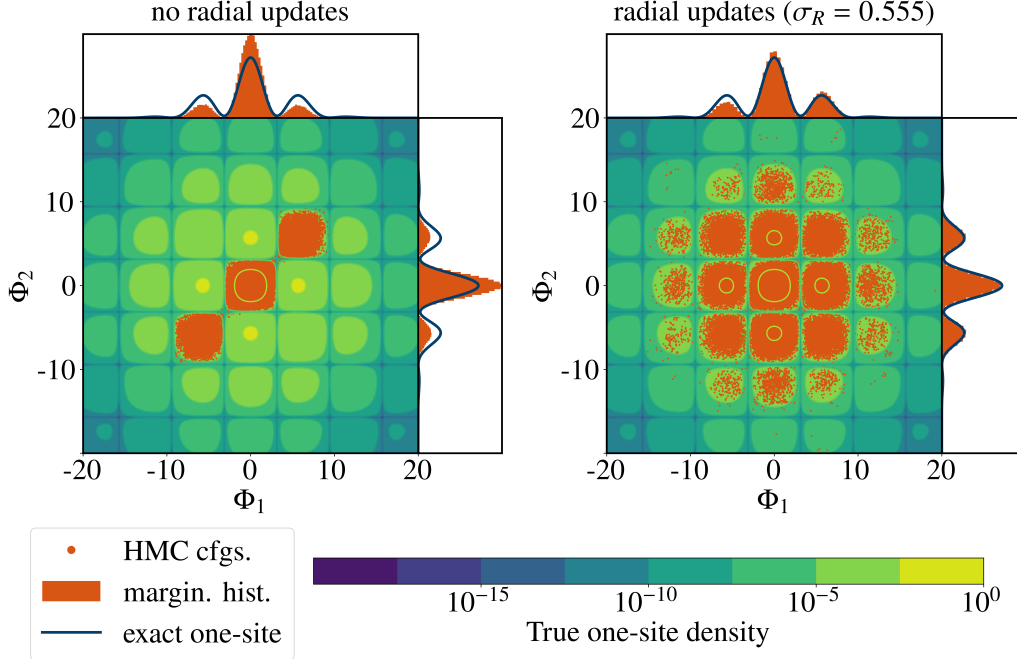 no radial updates
radial updates (σ_R = 0.555)
20
10
0
-10
Φ₂
-20
-10
0
10
20
Φ₁
20
10
0
-10
Φ₂
-20
-10
0
10
20
Φ₁
HMC cfgs.
margin. hist.
exact one-site
10⁻¹⁵
10⁻¹⁰
10⁻⁵
10⁰
True one-site density